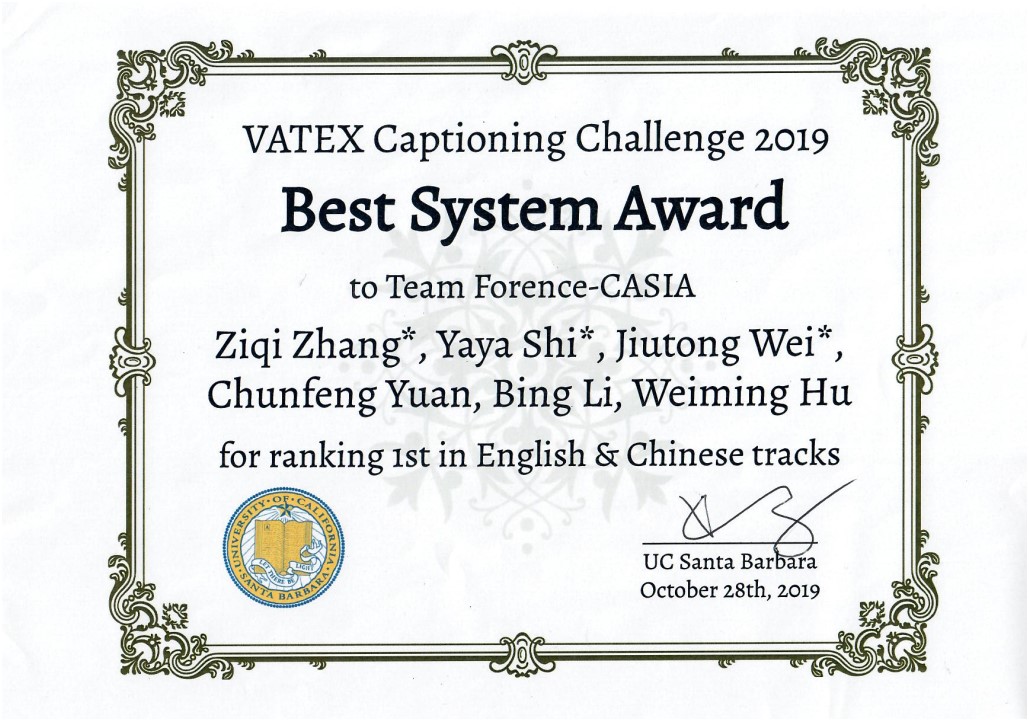 VATEX Captioning Challenge 2019
Best System Award
to Team Forence-CASIA
Ziqi Zhang*, Yaya Shi*, Jiutong Wei*,
Chunfeng Yuan, Bing Li, Weiming Hu
for ranking 1st in English & Chinese tracks
UNIVERSITY · OF · CALIFORNIA
LET THERE BE LIGHT
SANTA BARBARA
UC Santa Barbara
October 28th, 2019